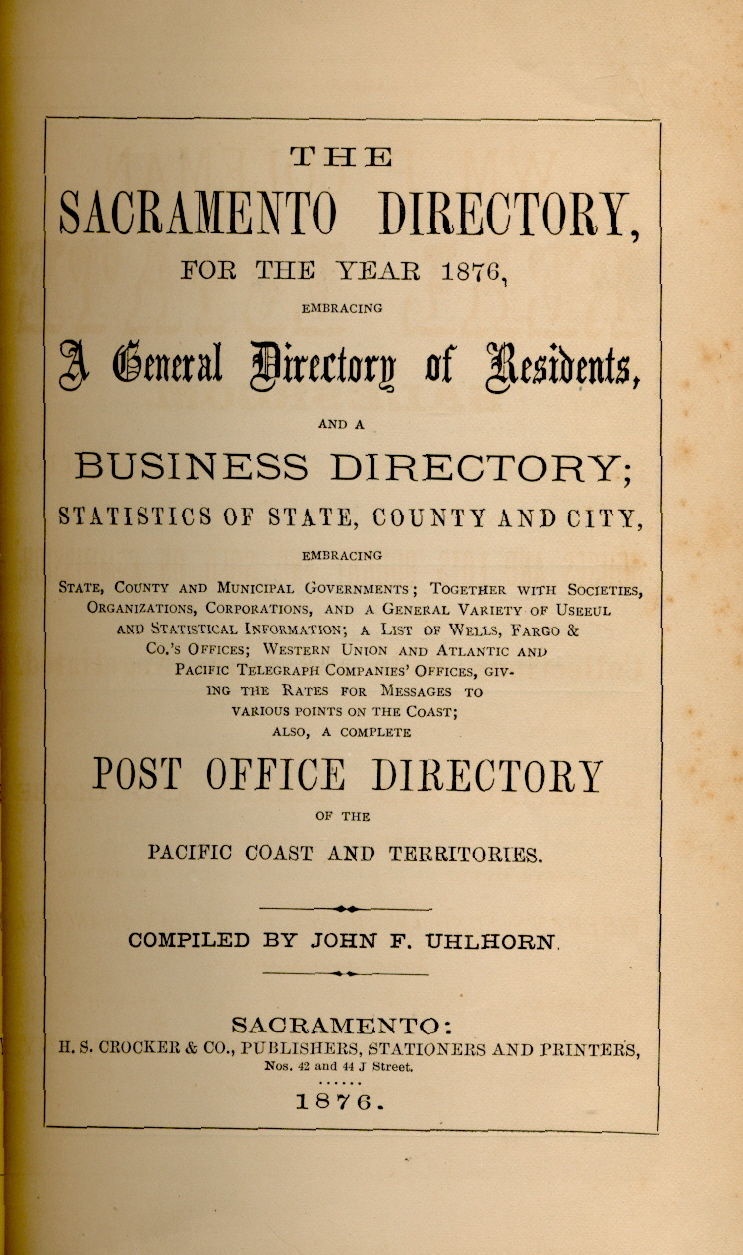 THE
SACRAMENTO DIRECTORY,
FOR THE YEAR 1876,
EMBRACING
A General Directory of Residents,
AND A
BUSINESS DIRECTORY;
STATISTICS OF STATE, COUNTY AND CITY,
EMBRACING
STATE, COUNTY AND MUNICIPAL GOVERNMENTS; TOGETHER WITH SOCIETIES,
ORGANIZATIONS, CORPORATIONS, AND A GENERAL VARIETY OF USEEUL
AND STATISTICAL INFORMATION; A LIST OF WELLS, FARGO &
CO.'S OFFICES; WESTERN UNION AND ATLANTIC AND
PACIFIC TELEGRAPH COMPANIES' OFFICES, GIV-
ING THE RATES FOR MESSAGES TO
VARIOUS POINTS ON THE COAST;
ALSO, A COMPLETE
POST OFFICE DIRECTORY
OF THE
PACIFIC COAST AND TERRITORIES.
COMPILED BY JOHN F. UHLHORN.
SACRAMENTO:
H. S. CROCKER & CO., PUBLISHERS, STATIONERS AND PRINTERS,
Nos. 42 and 44 J Street.
......
1876.